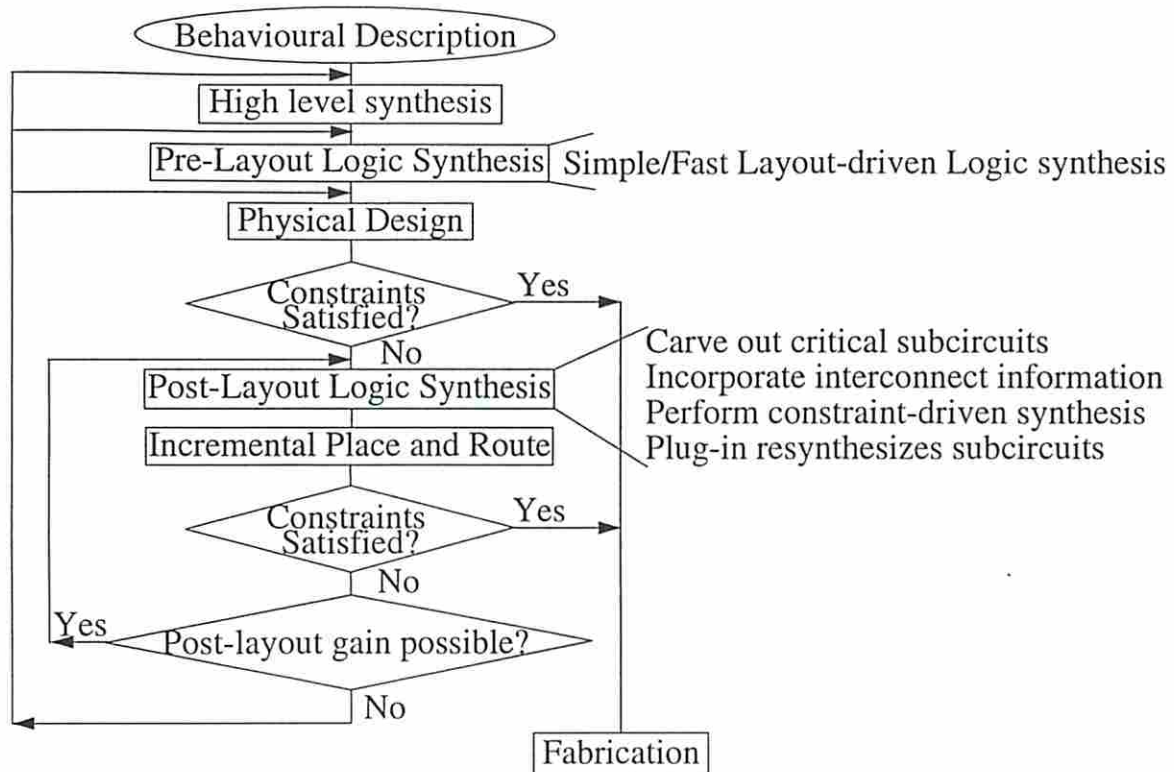 Behavioural Description
High level synthesis
Pre-Layout Logic Synthesis
Simple/Fast Layout-driven Logic synthesis
Physical Design
Constraints
Satisfied?
Yes
No
Post-Layout Logic Synthesis
Carve out critical subcircuits
Incorporate interconnect information
Perform constraint-driven synthesis
Plug-in resynthesizes subcircuits
Incremental Place and Route
Constraints
Satisfied?
Yes
No
Yes
Post-layout gain possible?
No
Fabrication